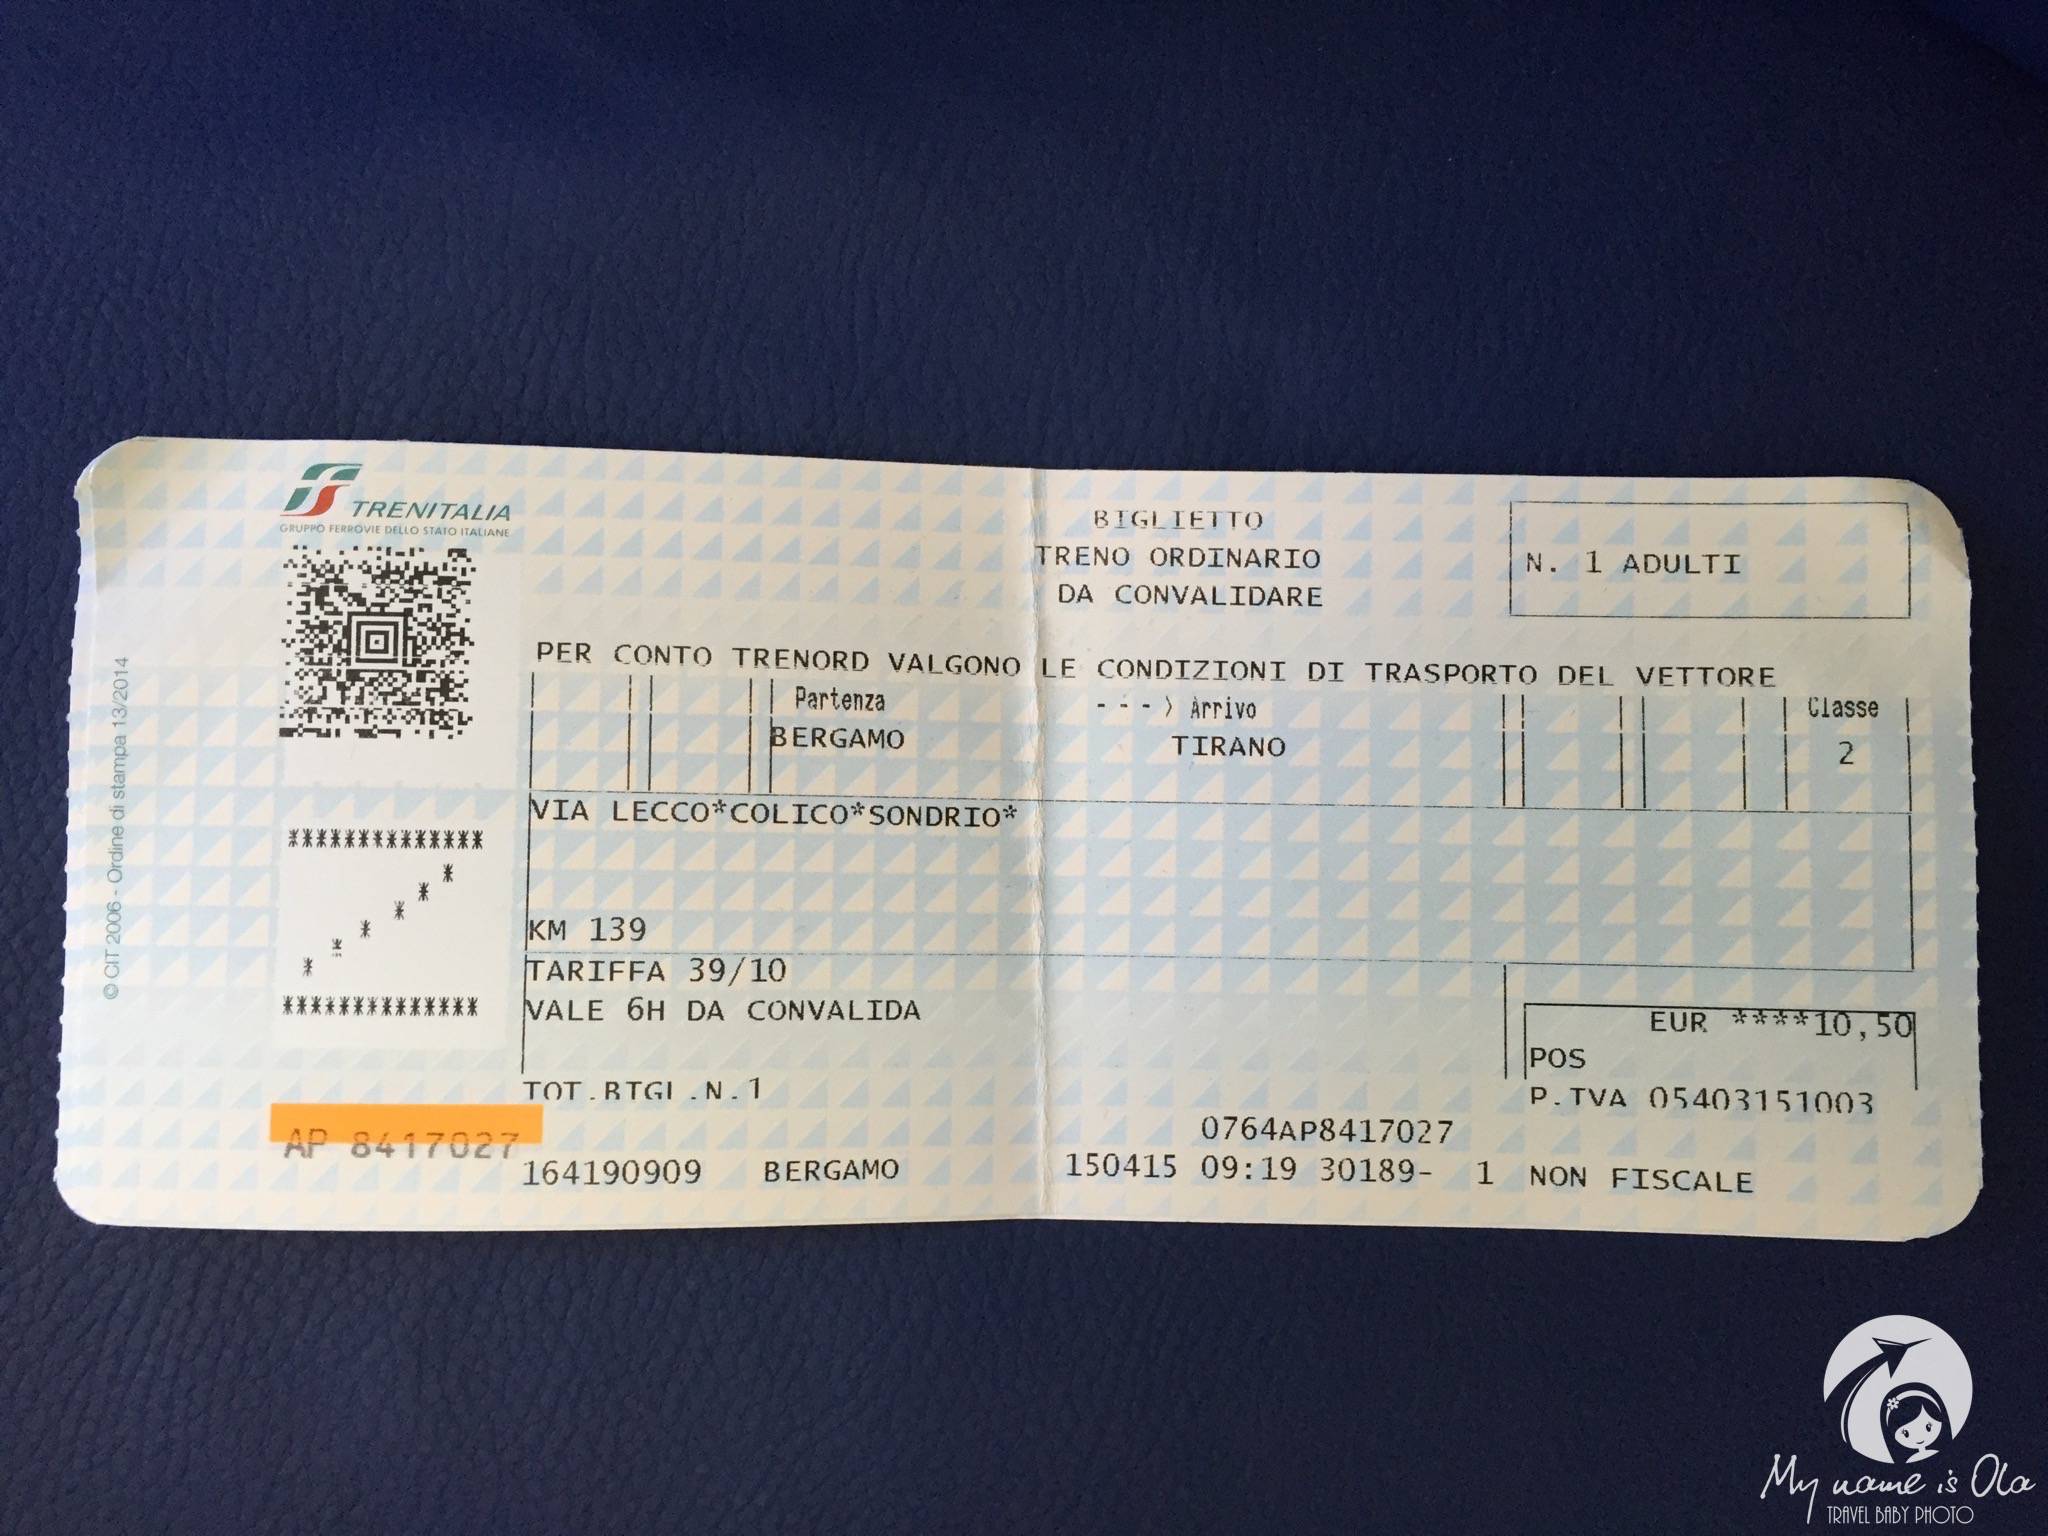 TRENITALIA
GRUPPO FERROVIE DELLO STATO ITALIANE
BIGLIETTO
TRENO ORDINARIO
DA CONVALIDARE
N. 1 ADULTI
PER CONTO TRENORD VALGONO LE CONDIZIONI DI TRASPORTO DEL VETTORE
Partenza - - - > Arrivo Classe
BERGAMO TIRANO 2
VIA LECCO*COLICO*SONDRIO*
KM 139
TARIFFA 39/10
VALE 6H DA CONVALIDA
EUR ****10,50
POS
TOT.BIGL.N.1
P.IVA 05403151003
AP 8417027
0764AP8417027
164190909 BERGAMO 150415 09:19 30189- 1 NON FISCALE
© CIT 2006 - Ordine di stampa 13/2014
**************
*
*
*
*
*
*
**************
My name is Ola
TRAVEL BABY PHOTO